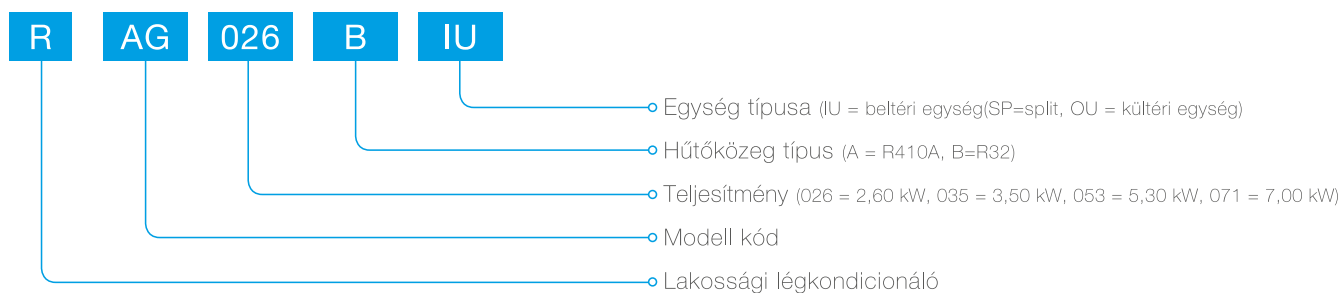 R AG 026 B IU
Egység típusa (IU = beltéri egység(SP=split, OU = kültéri egység)
Hűtőközeg típus (A = R410A, B=R32)
Teljesítmény (026 = 2,60 kW, 035 = 3,50 kW, 053 = 5,30 kW, 071 = 7,00 kW)
Modell kód
Lakossági légkondicionáló